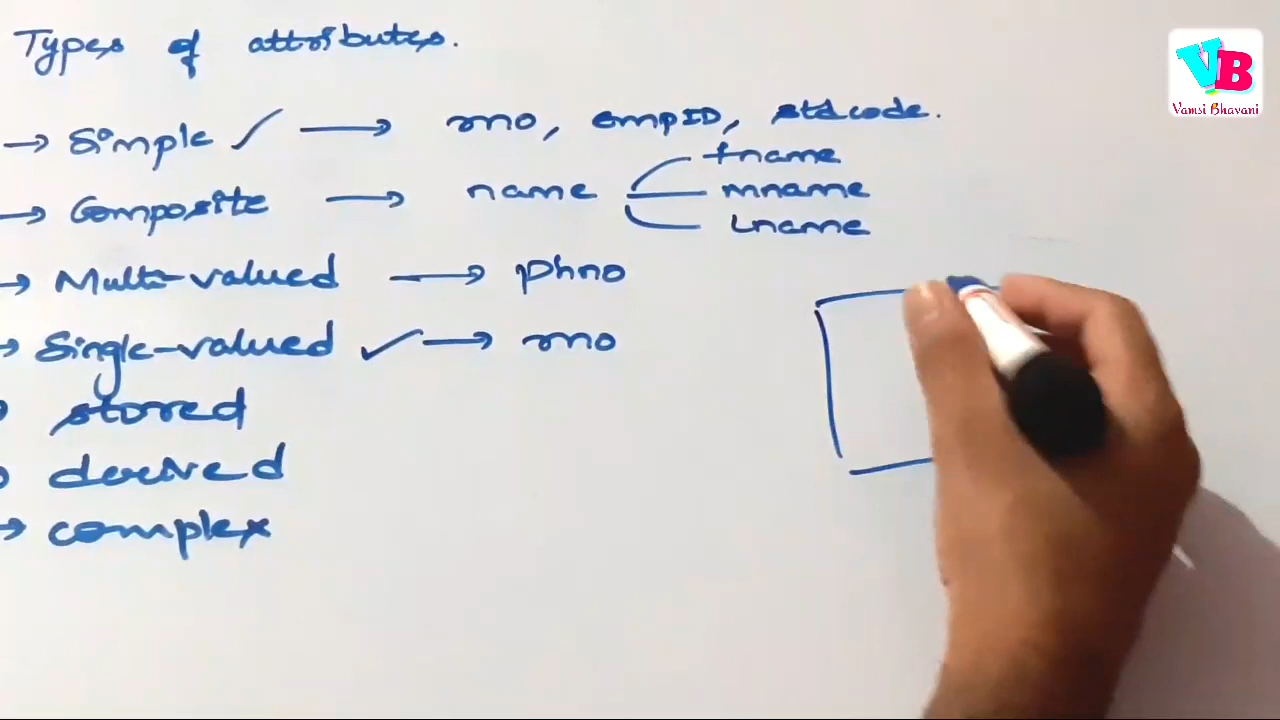 Types of attributes.
→ Simple ✓ → rno, empID, stdcode.
→ Composite → name fname
mname
Lname
→ Multi-valued → phno
→ Single-valued ✓ → rno
stored
derived
→ complex
VB
Vamsi Bhavani